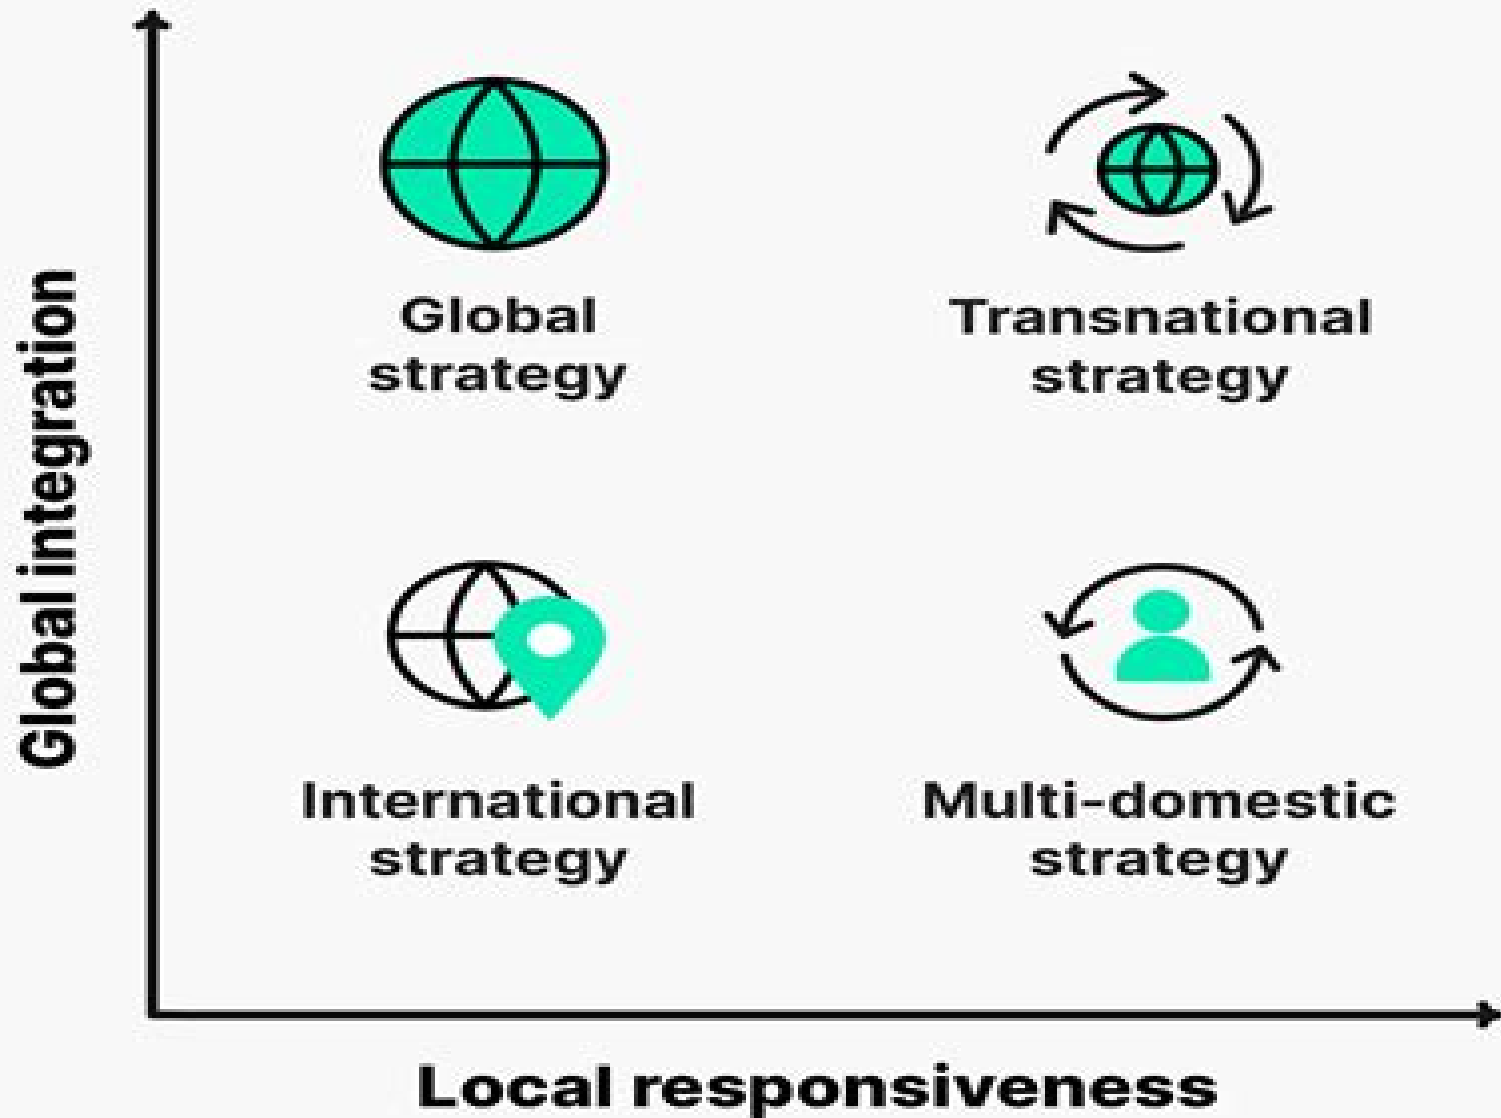 Global integration
Global
strategy
Transnational
strategy
International
strategy
Multi-domestic
strategy
Local responsiveness